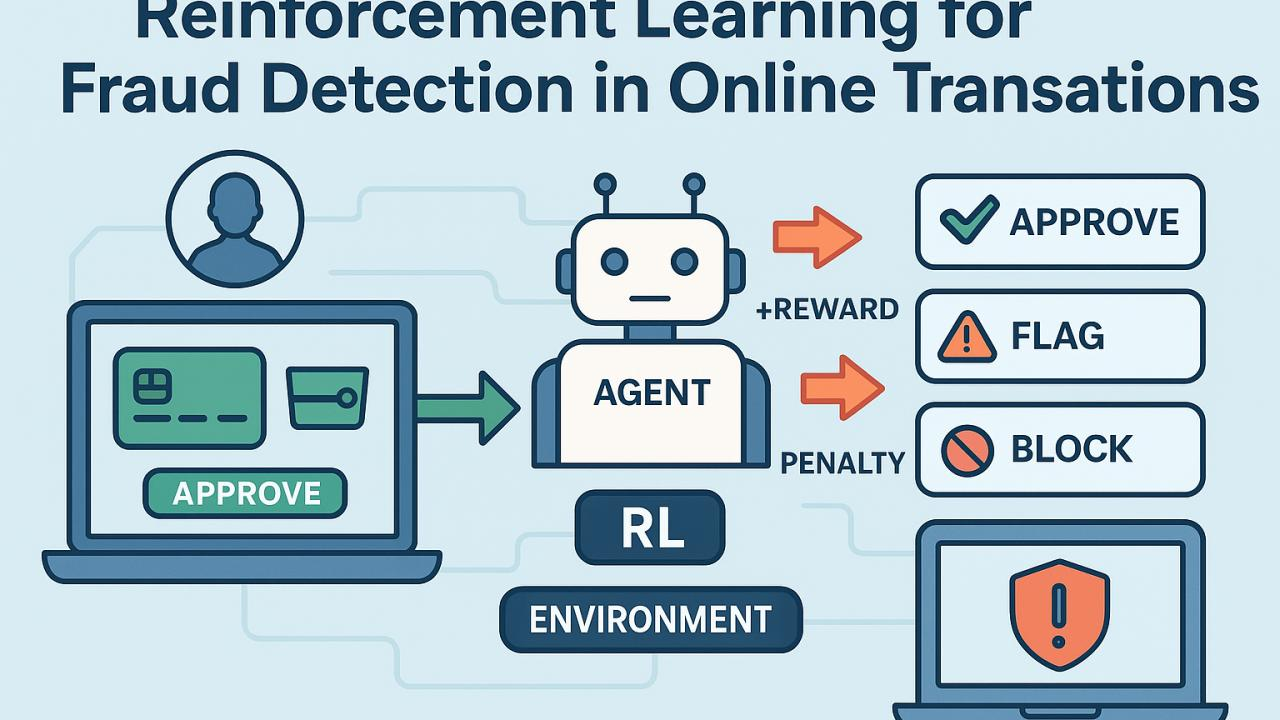 Reinforcement Learning for
Fraud Detection in Online Transations
APPROVE
AGENT
RL
ENVIRONMENT
+REWARD
PENALTY
APPROVE
FLAG
BLOCK